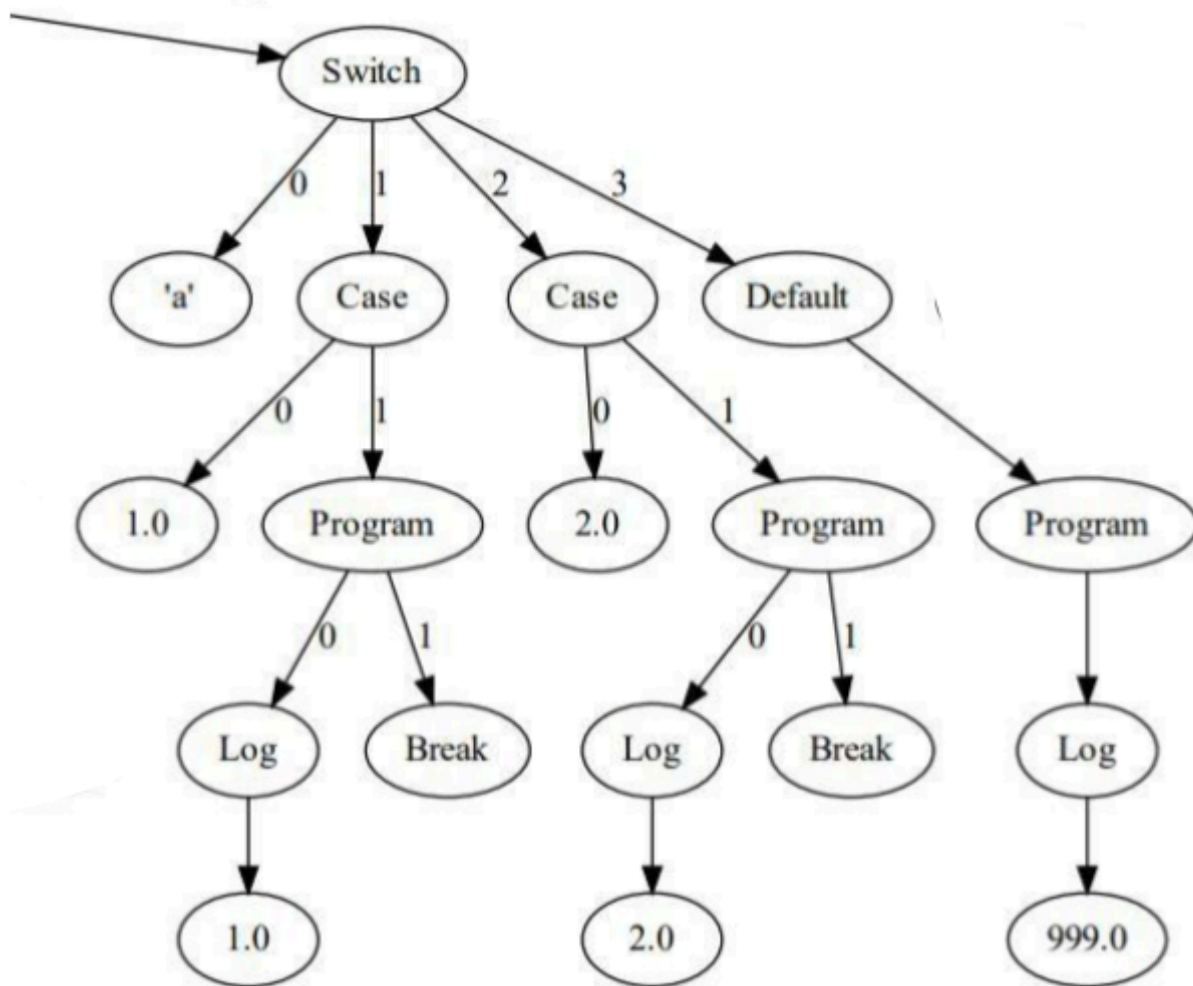 Switch
0 1 2 3
'a' Case Case Default
0 1 0 1
1.0 Program 2.0 Program Program
0 1 0 1
Log Break Log Break Log
1.0 2.0 999.0